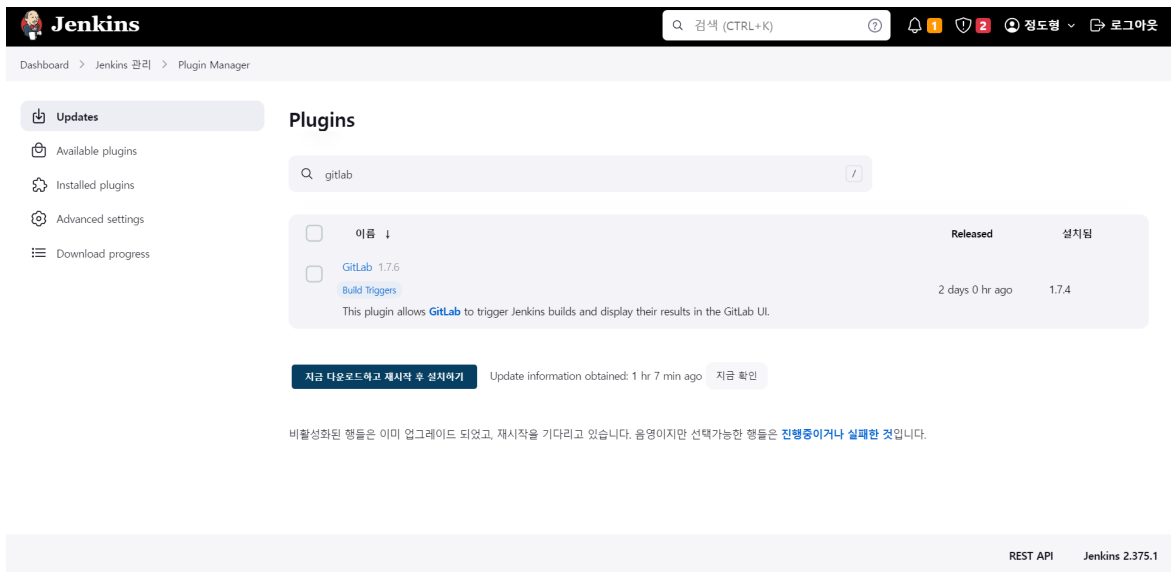 Jenkins
검색 (CTRL+K)
1
2
정도형
로그아웃
Dashboard > Jenkins 관리 > Plugin Manager
Updates
Available plugins
Installed plugins
Advanced settings
Download progress
Plugins
gitlab
/
이름 ↓ Released 설치됨
GitLab 1.7.6
Build Triggers
2 days 0 hr ago 1.7.4
This plugin allows GitLab to trigger Jenkins builds and display their results in the GitLab UI.
지금 다운로드하고 재시작 후 설치하기
Update information obtained: 1 hr 7 min ago
지금 확인
비활성화된 행들은 이미 업그레이드 되었고, 재시작을 기다리고 있습니다. 음영이지만 선택가능한 행들은 진행중이거나 실패한 것입니다.
REST API
Jenkins 2.375.1